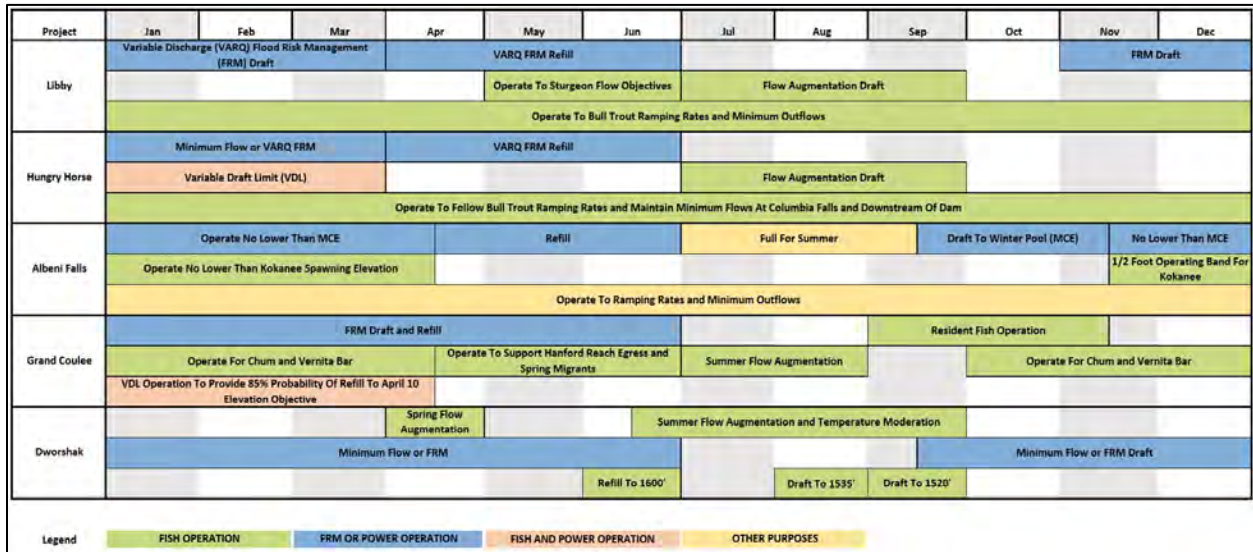 Project Jan Feb Mar Apr May Jun Jul Aug Sep Oct Nov Dec
Libby
Variable Discharge (VARQ) Flood Risk Management
(FRM) Draft
VARQ FRM Refill
FRM Draft
Operate To Sturgeon Flow Objectives
Flow Augmentation Draft
Operate To Bull Trout Ramping Rates and Minimum Outflows
Hungry Horse
Minimum Flow or VARQ FRM
VARQ FRM Refill
Variable Draft Limit (VDL)
Flow Augmentation Draft
Operate To Follow Bull Trout Ramping Rates and Maintain Minimum Flows At Columbia Falls and Downstream Of Dam
Albeni Falls
Operate No Lower Than MCE
Refill
Full For Summer
Draft To Winter Pool (MCE)
No Lower Than MCE
Operate No Lower Than Kokanee Spawning Elevation
1/2 Foot Operating Band For
Kokanee
Operate To Ramping Rates and Minimum Outflows
Grand Coulee
FRM Draft and Refill
Resident Fish Operation
Operate For Chum and Vernita Bar
Operate To Support Hanford Reach Egress and
Spring Migrants
Summer Flow Augmentation
Operate For Chum and Vernita Bar
VDL Operation To Provide 85% Probability Of Refill To April 10
Elevation Objective
Dworshak
Spring Flow
Augmentation
Summer Flow Augmentation and Temperature Moderation
Minimum Flow or FRM
Minimum Flow or FRM Draft
Refill To 1600'
Draft To 1535'
Draft To 1520'
Legend
FISH OPERATION
FRM OR POWER OPERATION
FISH AND POWER OPERATION
OTHER PURPOSES